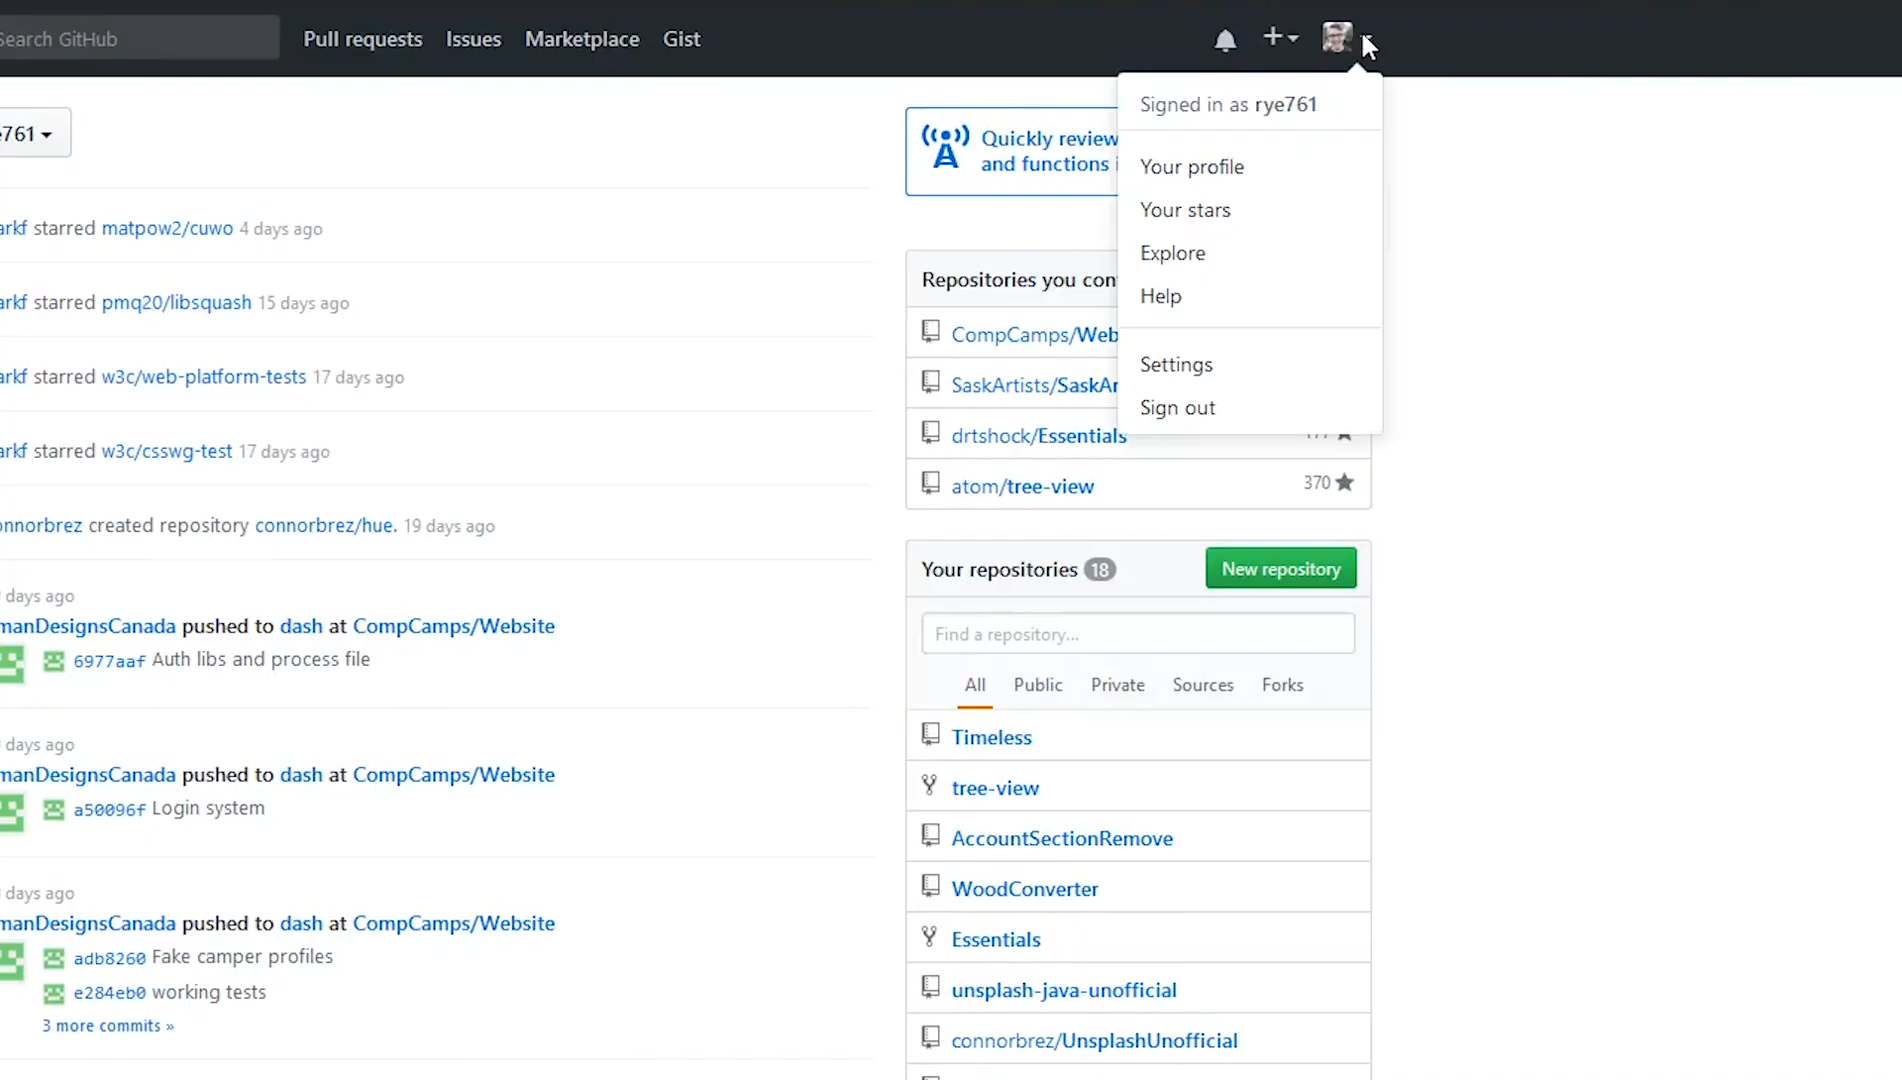 Search GitHub
Pull requests Issues Marketplace Gist
Signed in as rye761
Your profile
Your stars
Explore
Help
Settings
Sign out
e761
arkf starred matpow2/cuwo 4 days ago
arkf starred pmq20/libsquash 15 days ago
arkf starred w3c/web-platform-tests 17 days ago
arkf starred w3c/csswg-test 17 days ago
onnorbrez created repository connorbrez/hue. 19 days ago
days ago
manDesignsCanada pushed to dash at CompCamps/Website
6977aaf Auth libs and process file
days ago
manDesignsCanada pushed to dash at CompCamps/Website
a50096f Login system
days ago
manDesignsCanada pushed to dash at CompCamps/Website
adb8260 Fake camper profiles
e284eb0 working tests
3 more commits »
Quickly review
and functions i
Repositories you con
CompCamps/Web
SaskArtists/SaskAr
drtshock/Essentials
atom/tree-view 370
Your repositories 18 New repository
Find a repository...
All Public Private Sources Forks
Timeless
tree-view
AccountSectionRemove
WoodConverter
Essentials
unsplash-java-unofficial
connorbrez/UnsplashUnofficial